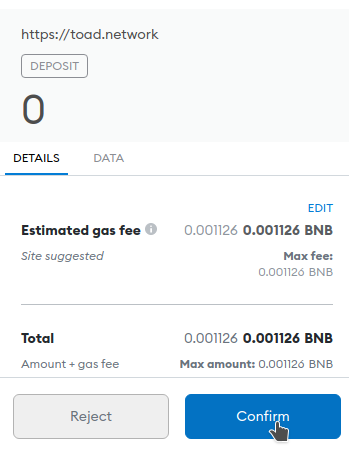 https://toad.network
DEPOSIT
0
DETAILS DATA
EDIT
Estimated gas fee 0.001126 0.001126 BNB
Site suggested Max fee:
0.001126 BNB
Total 0.001126 0.001126 BNB
Amount + gas fee Max amount: 0.001126 BNB
Reject Confirm